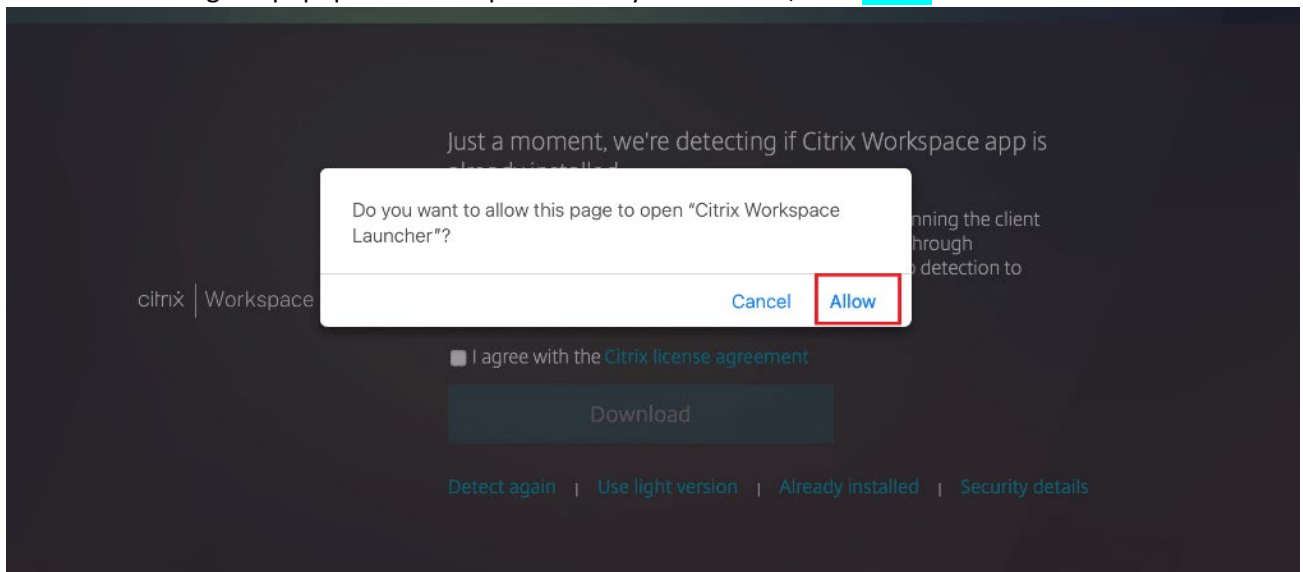 Just a moment, we're detecting if Citrix Workspace app is
Do you want to allow this page to open "Citrix Workspace
Launcher"?
nning the client
hrough
detection to
citrix | Workspace
Cancel Allow
I agree with the Citrix license agreement
Download
Detect again | Use light version | Already installed | Security details